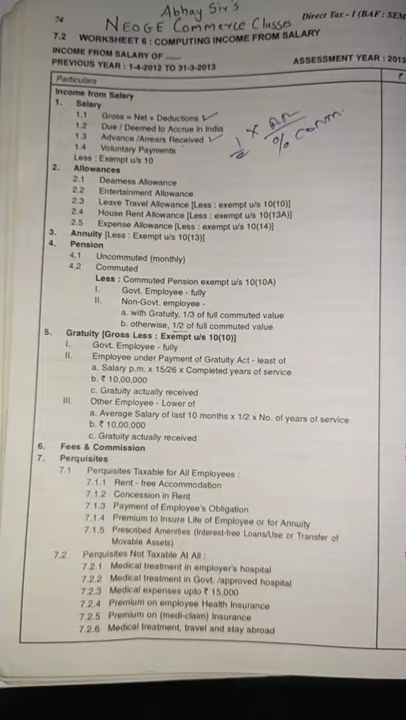 Abhay Sir's
74 NEOGE Commerce Classes Direct Tax - I (BAF : SEM
7.2 WORKSHEET 6 : COMPUTING INCOME FROM SALARY
INCOME FROM SALARY OF
PREVIOUS YEAR : 1-4-2012 TO 31-3-2013 ASSESSMENT YEAR : 2013
Particulars ₹
Income from Salary
1. Salary
1.1 Gross = Net + Deductions
1.2 Due / Deemed to Accrue in India
1.3 Advance /Arrears Received
1.4 Voluntary Payments
Less : Exempt u/s 10
2. Allowances
2.1 Dearness Allowance
2.2 Entertainment Allowance
2.3 Leave Travel Allowance [Less : exempt u/s 10(10)]
2.4 House Rent Allowance [Less : exempt u/s 10(13A)]
2.5 Expense Allowance [Less : exempt u/s 10(14)]
3. Annuity [Less : Exempt u/s 10(13)]
4. Pension
4.1 Uncommuted (monthly)
4.2 Commuted
Less : Commuted Pension exempt u/s 10(10A)
I. Govt. Employee - fully
II. Non-Govt. employee -
a. with Gratuity, 1/3 of full commuted value
b. otherwise, 1/2 of full commuted value
5. Gratuity [Gross Less : Exempt u/s 10(10)]
I. Govt. Employee - fully
II. Employee under Payment of Gratuity Act - least of
a. Salary p.m. x 15/26 x Completed years of service
b. ₹ 10,00,000
c. Gratuity actually received
III. Other Employee - Lower of
a. Average Salary of last 10 months x 1/2 x No. of years of service
b. ₹ 10,00,000
c. Gratuity actually received
6. Fees & Commission
7. Perquisites
7.1 Perquisites Taxable for All Employees :
7.1.1 Rent - free Accommodation
7.1.2 Concession in Rent
7.1.3 Payment of Employee's Obligation
7.1.4 Premium to Insure Life of Employee or for Annuity
7.1.5 Prescribed Amenities (Interest-free Loans/Use or Transfer of
Movable Assets)
7.2 Perquisites Not Taxable At All :
7.2.1 Medical treatment in employer's hospital
7.2.2 Medical treatment in Govt. /approved hospital
7.2.3 Medical expenses upto ₹ 15,000
7.2.4 Premium on employee Health Insurance
7.2.5 Premium on (medi-claim) Insurance
7.2.6 Medical treatment, travel and stay abroad